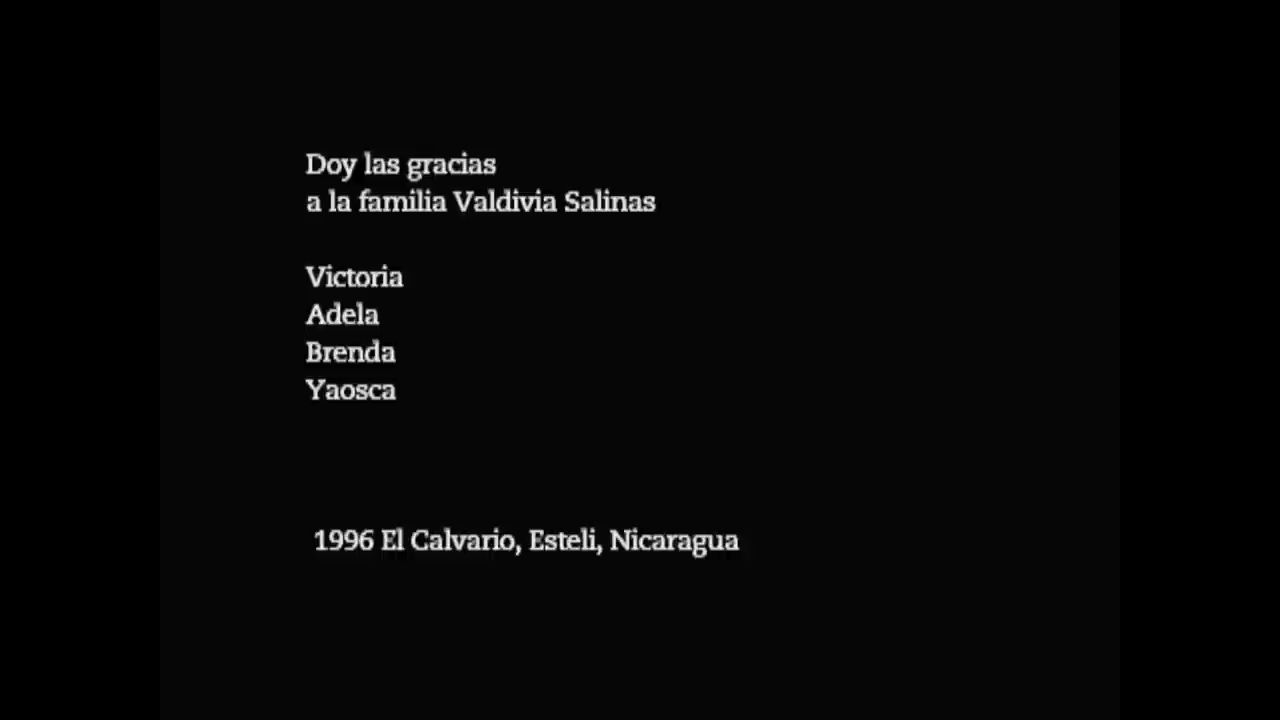 Doy las gracias
a la familia Valdivia Salinas
Victoria
Adela
Brenda
Yaosca
1996 El Calvario, Esteli, Nicaragua